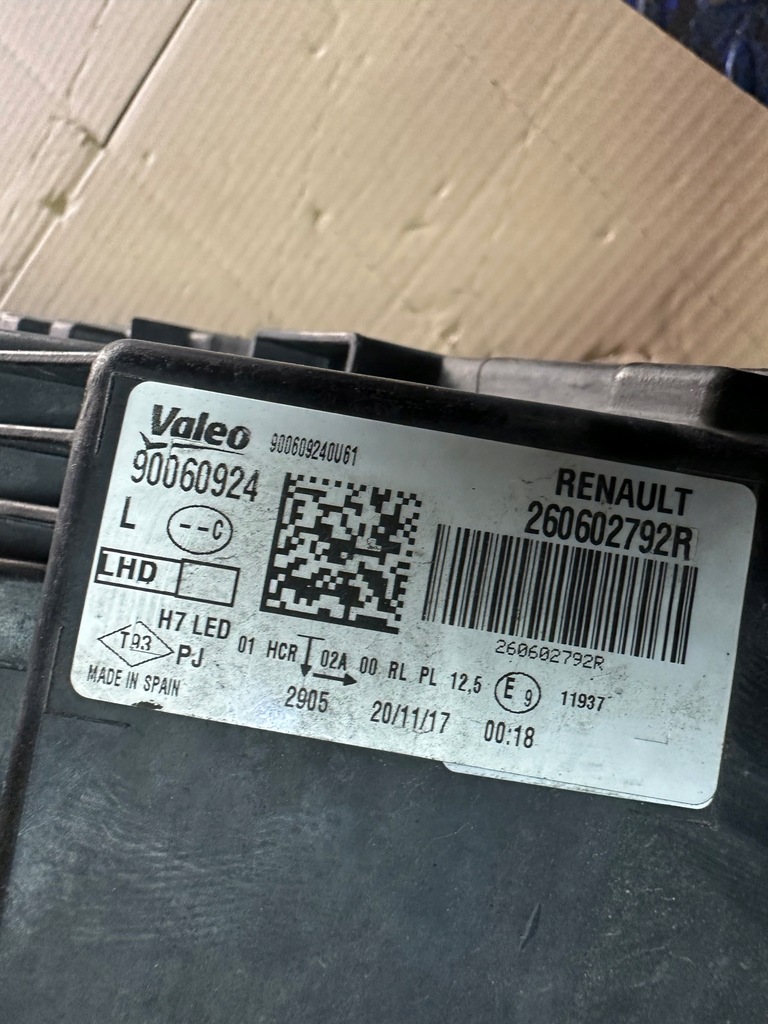 Valeo 900609240U61
90060924
L --C
LHD
H7 LED
T93 PJ
MADE IN SPAIN
RENAULT
260602792R
260602792R
01 HCR 02A 00 RL PL 12,5 E9 11937
2905 20/11/17 00:18